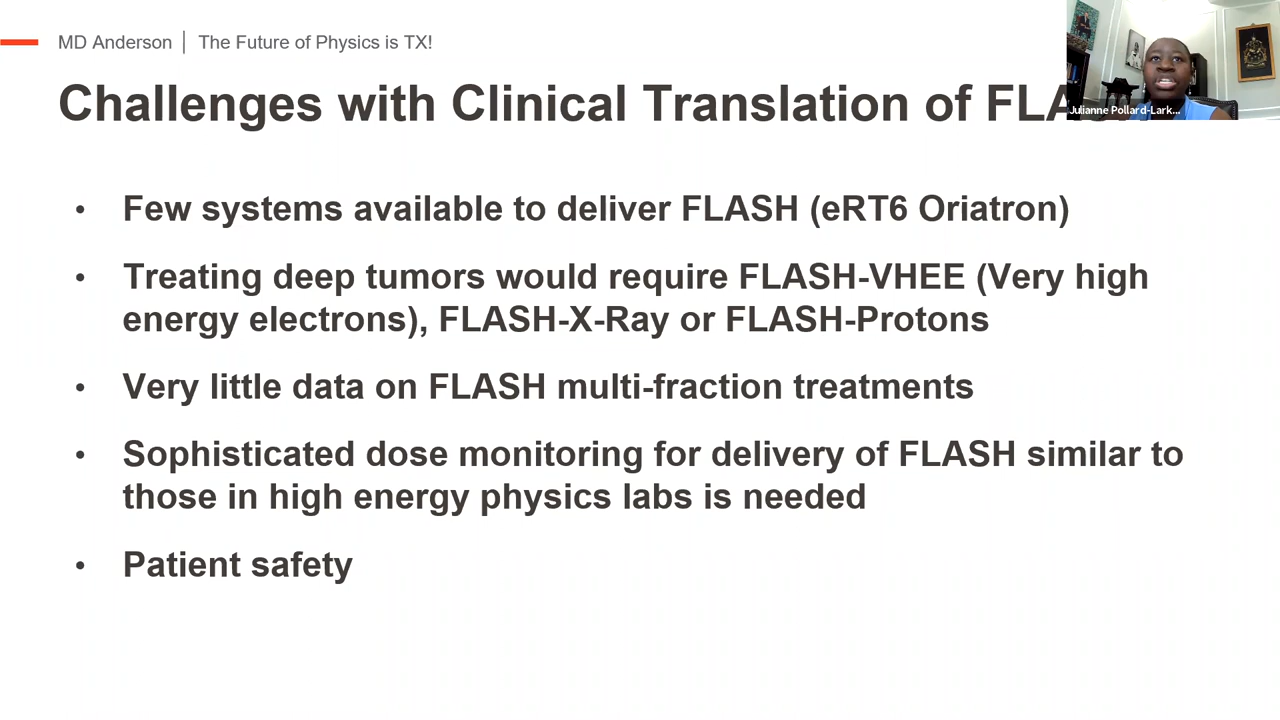 MD Anderson | The Future of Physics is TX!
Challenges with Clinical Translation of FLA
Julianne Pollard-Lark...
• Few systems available to deliver FLASH (eRT6 Oriatron)
• Treating deep tumors would require FLASH-VHEE (Very high
energy electrons), FLASH-X-Ray or FLASH-Protons
• Very little data on FLASH multi-fraction treatments
• Sophisticated dose monitoring for delivery of FLASH similar to
those in high energy physics labs is needed
• Patient safety